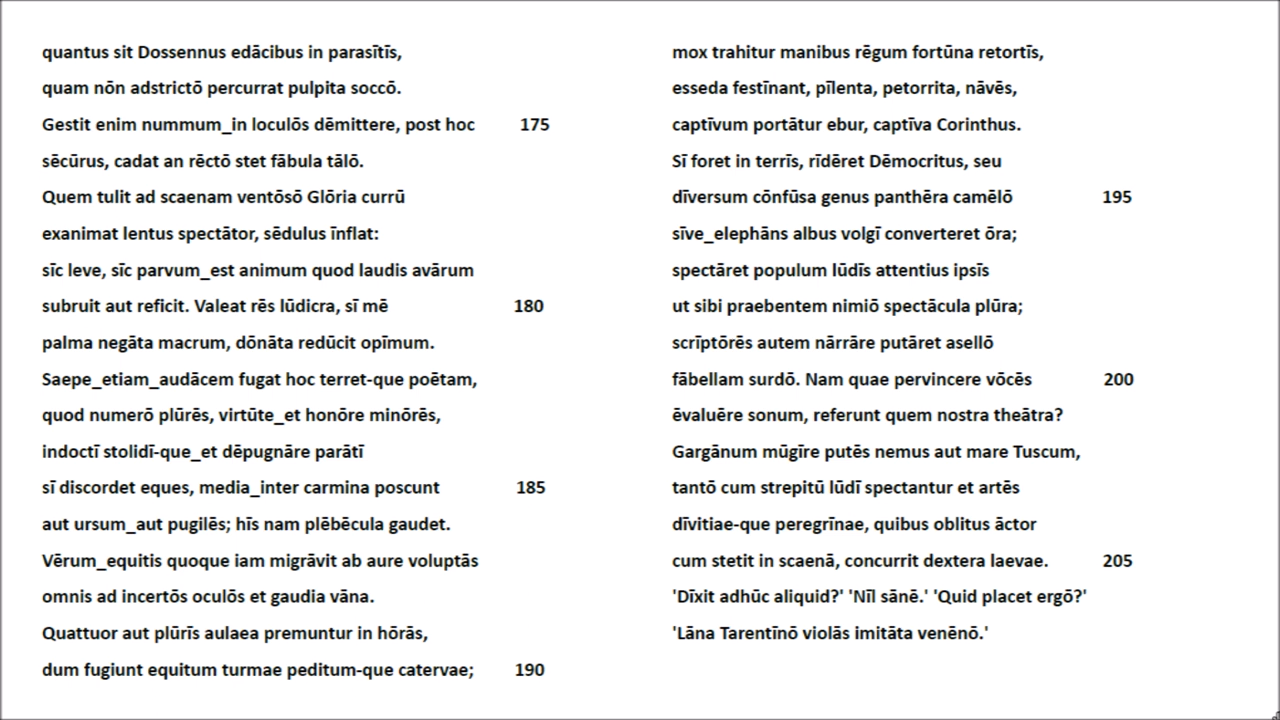 quantus sit Dossennus edācibus in parasītīs,
quam nōn adstrictō percurrat pulpita soccō.
Gestit enim nummum_in loculōs dēmittere, post hoc 175
sēcūrus, cadat an rēctō stet fābula tālō.
Quem tulit ad scaenam ventōsō Glōria currū
exanimat lentus spectātor, sēdulus īnflat:
sīc leve, sīc parvum_est animum quod laudis avārum
subruit aut reficit. Valeat rēs lūdicra, sī mē 180
palma negāta macrum, dōnāta redūcit opīmum.
Saepe_etiam_audācem fugat hoc terret-que poētam,
quod numerō plūrēs, virtūte_et honōre minōrēs,
indoctī stolidī-que_et dēpugnāre parātī
sī discordet eques, media_inter carmina poscunt 185
aut ursum_aut pugilēs; hīs nam plēbēcula gaudet.
Vērum_equitis quoque iam migrāvit ab aure voluptās
omnis ad incertōs oculōs et gaudia vāna.
Quattuor aut plūrīs aulaea premuntur in hōrās,
dum fugiunt equitum turmae peditum-que catervae; 190
mox trahitur manibus rēgum fortūna retortīs,
esseda festīnant, pīlenta, petorrita, nāvēs,
captīvum portātur ebur, captīva Corinthus.
Sī foret in terrīs, rīdēret Dēmocritus, seu
dīversum cōnfūsa genus panthēra camēlō 195
sīve_elephāns albus volgī converteret ōra;
spectāret populum lūdīs attentius ipsīs
ut sibi praebentem nimiō spectācula plūra;
scrīptōrēs autem nārrāre putāret asellō
fābellam surdō. Nam quae pervincere vōcēs 200
ēvaluēre sonum, referunt quem nostra theātra?
Gargānum mūgīre putēs nemus aut mare Tuscum,
tantō cum strepitū lūdī spectantur et artēs
dīvitiae-que peregrīnae, quibus oblitus āctor
cum stetit in scaenā, concurrit dextera laevae. 205
'Dīxit adhūc aliquid?' 'Nīl sānē.' 'Quid placet ergō?'
'Lāna Tarentīnō violās imitāta venēnō.'